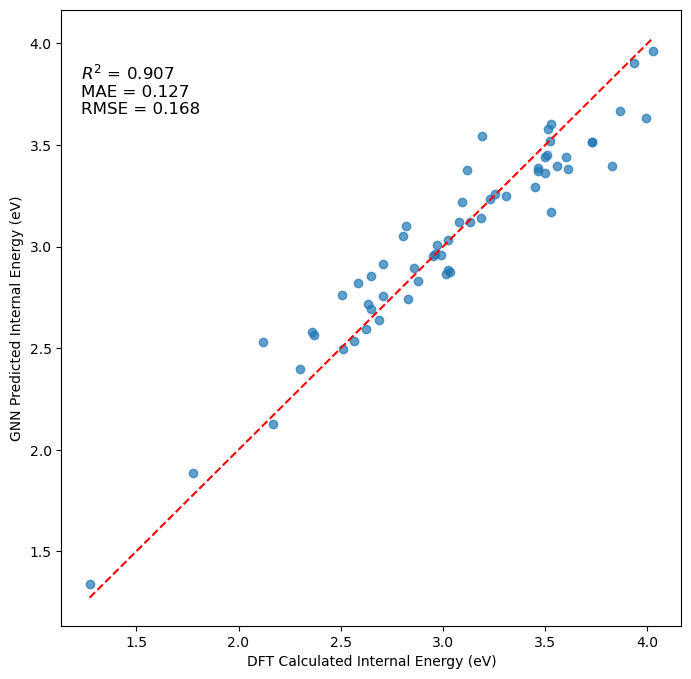 4.0
3.5
3.0
2.5
2.0
1.5
GNN Predicted Internal Energy (eV)
R² = 0.907
MAE = 0.127
RMSE = 0.168
1.5 2.0 2.5 3.0 3.5 4.0
DFT Calculated Internal Energy (eV)